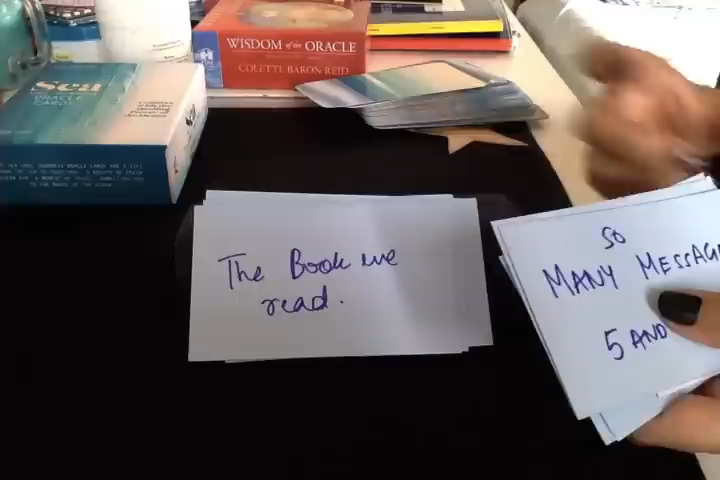 WISDOM of the ORACLE
COLETTE BARON REID
Sea
ORACLE CARDS
The Book we
read.
SO
MANY MESSAG
5 AND